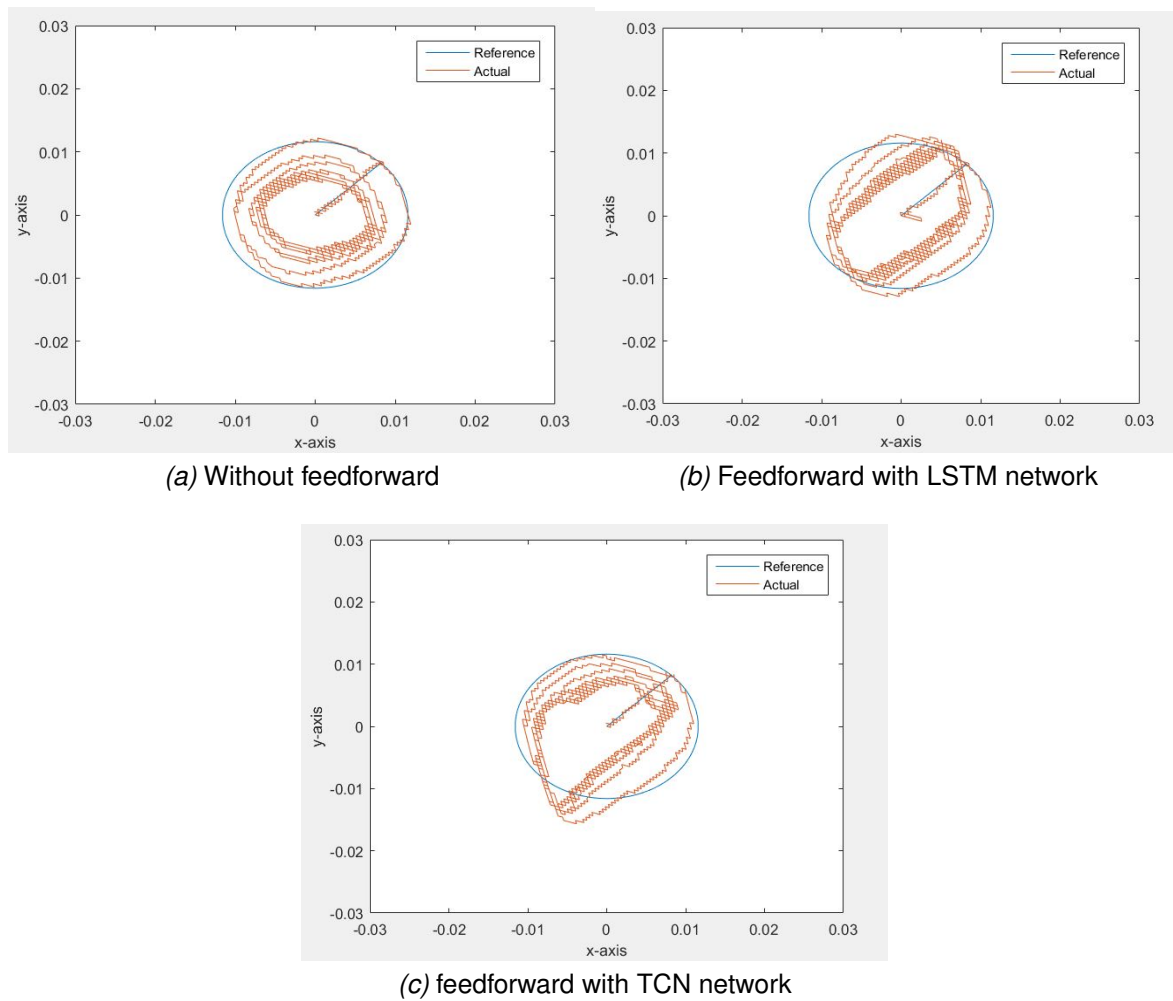 0.03
0.02
0.01
0
-0.01
-0.02
-0.03
y-axis
-0.03 -0.02 -0.01 0 0.01 0.02 0.03
x-axis
Reference
Actual
(a) Without feedforward
0.03
0.02
0.01
0
-0.01
-0.02
-0.03
y-axis
-0.03 -0.02 -0.01 0 0.01 0.02 0.03
x-axis
Reference
Actual
(b) Feedforward with LSTM network
0.03
0.02
0.01
0
-0.01
-0.02
-0.03
y-axis
-0.03 -0.02 -0.01 0 0.01 0.02 0.03
x-axis
Reference
Actual
(c) feedforward with TCN network